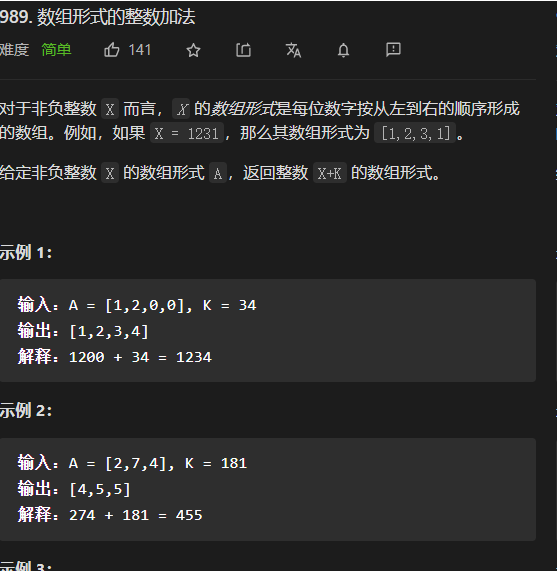 989. 数组形式的整数加法
难度 简单 141
对于非负整数 X 而言，X 的数组形式是每位数字按从左到右的顺序形成
的数组。例如，如果 X = 1231，那么其数组形式为 [1,2,3,1]。
给定非负整数 X 的数组形式 A，返回整数 X+K 的数组形式。
示例 1：
输入：A = [1,2,0,0], K = 34
输出：[1,2,3,4]
解释：1200 + 34 = 1234
示例 2：
输入：A = [2,7,4], K = 181
输出：[4,5,5]
解释：274 + 181 = 455
示例 3：